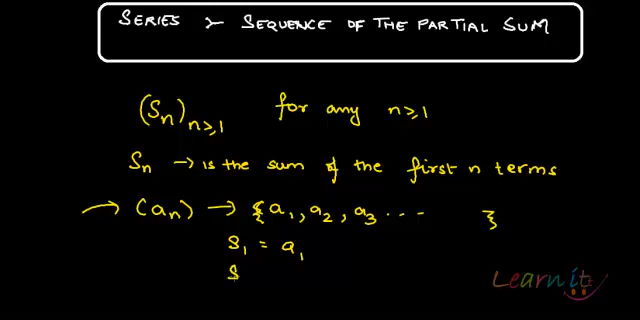 SERIES :- SEQUENCE OF THE PARTIAL SUM
(Sn)n≥1 for any n≥1
Sn → is the sum of the first n terms
→ (an) → { a1, a2, a3 ... }
S1 = a1
S
Learnit